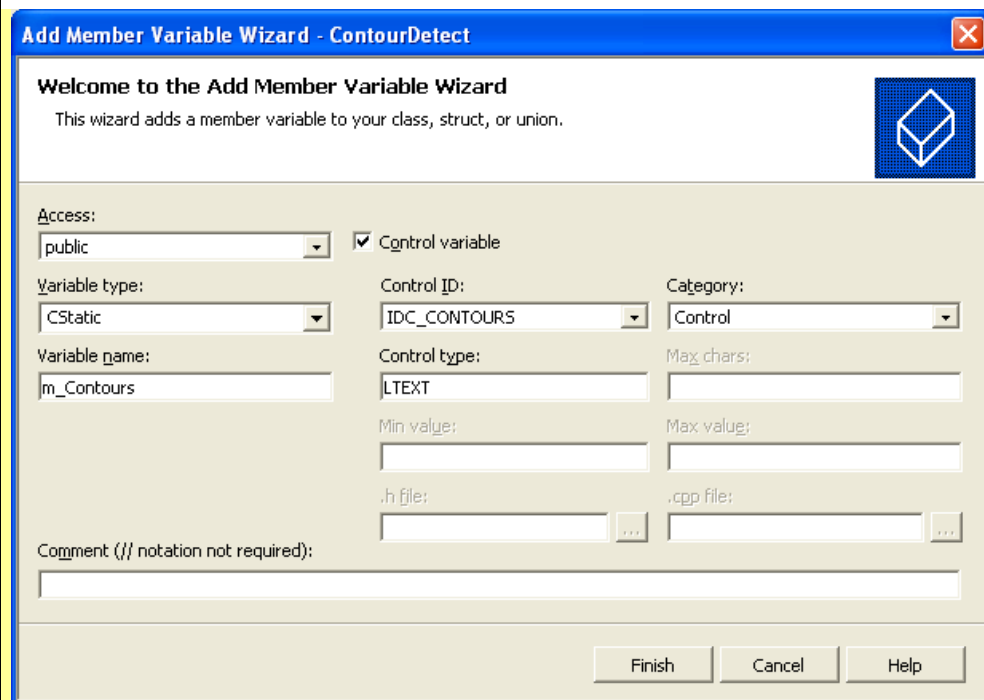 Add Member Variable Wizard - ContourDetect
Welcome to the Add Member Variable Wizard
This wizard adds a member variable to your class, struct, or union.
Access:
public
Control variable
Variable type:
Control ID:
Category:
CStatic
IDC_CONTOURS
Control
Variable name:
Control type:
Max chars:
m_Contours
LTEXT
Min value:
Max value:
.h file:
.cpp file:
...
...
Comment (// notation not required):
Finish
Cancel
Help